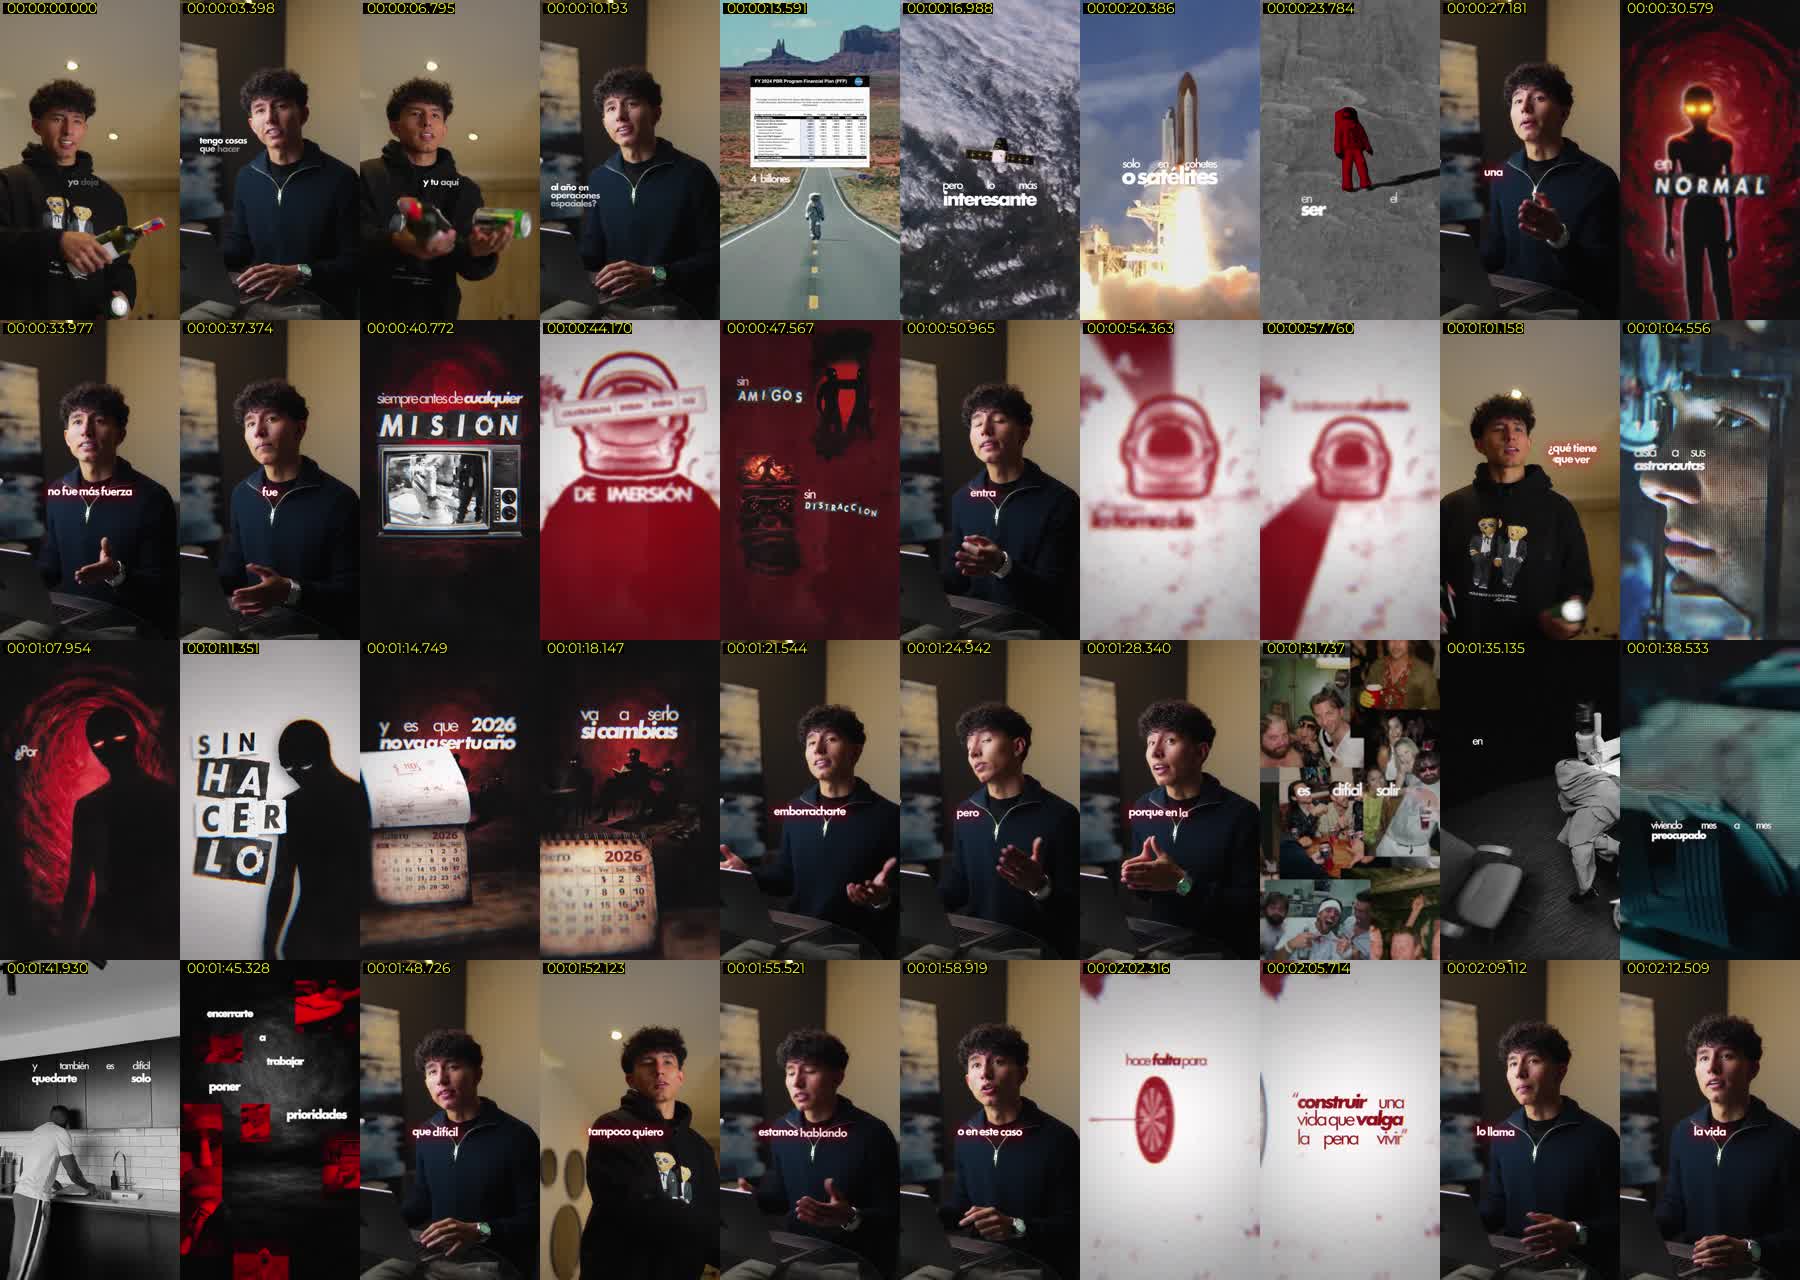 00:00:00.000
ya deja
00:00:03.398
tengo cosas
que hacer
00:00:06.795
y tu aquí
00:00:10.193
al año en
operaciones
espaciales?
00:00:13.591
FY 2024 PBR Program Financial Plan (PFP)
4 billones
00:00:16.988
pero lo más
interesante
00:00:20.386
solo en cohetes
o satélites
00:00:23.784
en el
ser
00:00:27.181
una
00:00:30.579
en
NORMAL
00:00:33.977
no fue más fuerza
00:00:37.374
fue
00:00:40.772
siempre antes de cualquier
MISION
00:00:44.170
DE IMERSIÓN
00:00:47.567
sin
AMIGOS
sin
DISTRACCION
00:00:50.965
entra
00:00:54.363
la forma de
00:00:57.760
00:01:01.158
¿qué tiene
que ver
00:01:04.556
aisla a sus
astronautas
00:01:07.954
¿Por
00:01:11.351
SIN
HA
CER
LO
00:01:14.749
y es que 2026
no va a ser tu año
2026
00:01:18.147
va a serlo
si cambias
2026
00:01:21.544
emborracharte
00:01:24.942
pero
00:01:28.340
porque en la
00:01:31.737
es difícil salir
00:01:35.135
en
00:01:38.533
viviendo mes a mes
preocupado
00:01:41.930
y también es difícil
quedarte solo
00:01:45.328
encerrarte
a
trabajar
poner
prioridades
00:01:48.726
que difícil
00:01:52.123
tampoco quiero
00:01:55.521
estamos hablando
00:01:58.919
o en este caso
00:02:02.316
hace falta para
00:02:05.714
"construir una
vida que valga
la pena vivir"
00:02:09.112
lo llama
00:02:12.509
la vida